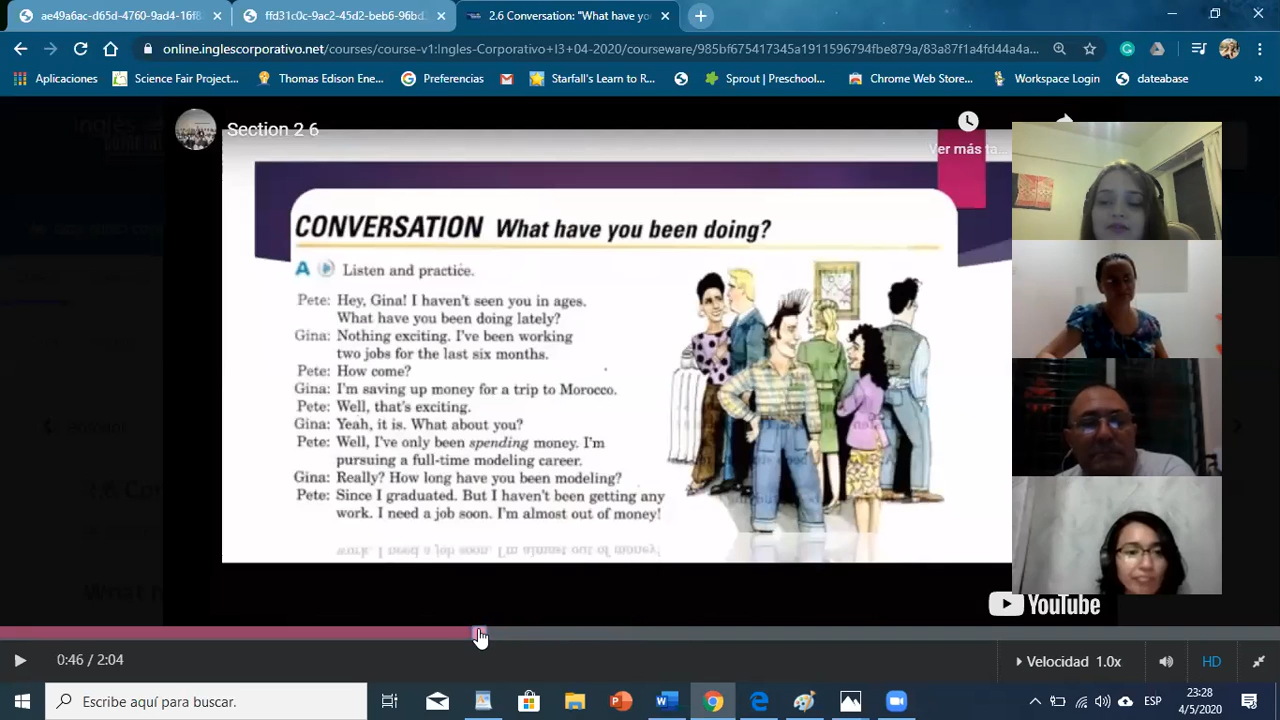 ae49a6ac-d65d-4760-9ad4-16f8
ffd31c0c-9ac2-45d2-beb6-96bd
2.6 Conversation: "What have yo
online.inglescorporativo.net/courses/course-v1:Ingles-Corporativo+I3+04-2020/courseware/985bf675417345a1911596794fbe879a/83a87f1a4fd44a4a...
Aplicaciones
Science Fair Project...
Thomas Edison Ene...
Preferencias
Starfall's Learn to R...
Sprout | Preschool...
Chrome Web Store...
Workspace Login
dateabase
Section 2 6
Ver más ta...
CONVERSATION What have you been doing?
A Listen and practice.
Pete: Hey, Gina! I haven't seen you in ages.
What have you been doing lately?
Gina: Nothing exciting. I've been working
two jobs for the last six months.
Pete: How come?
Gina: I'm saving up money for a trip to Morocco.
Pete: Well, that's exciting.
Gina: Yeah, it is. What about you?
Pete: Well, I've only been spending money. I'm
pursuing a full-time modeling career.
Gina: Really? How long have you been modeling?
Pete: Since I graduated. But I haven't been getting any
work. I need a job soon. I'm almost out of money!
YouTube
0:46 / 2:04
Velocidad 1.0x
HD
Escribe aquí para buscar.
ESP
23:28
4/5/2020